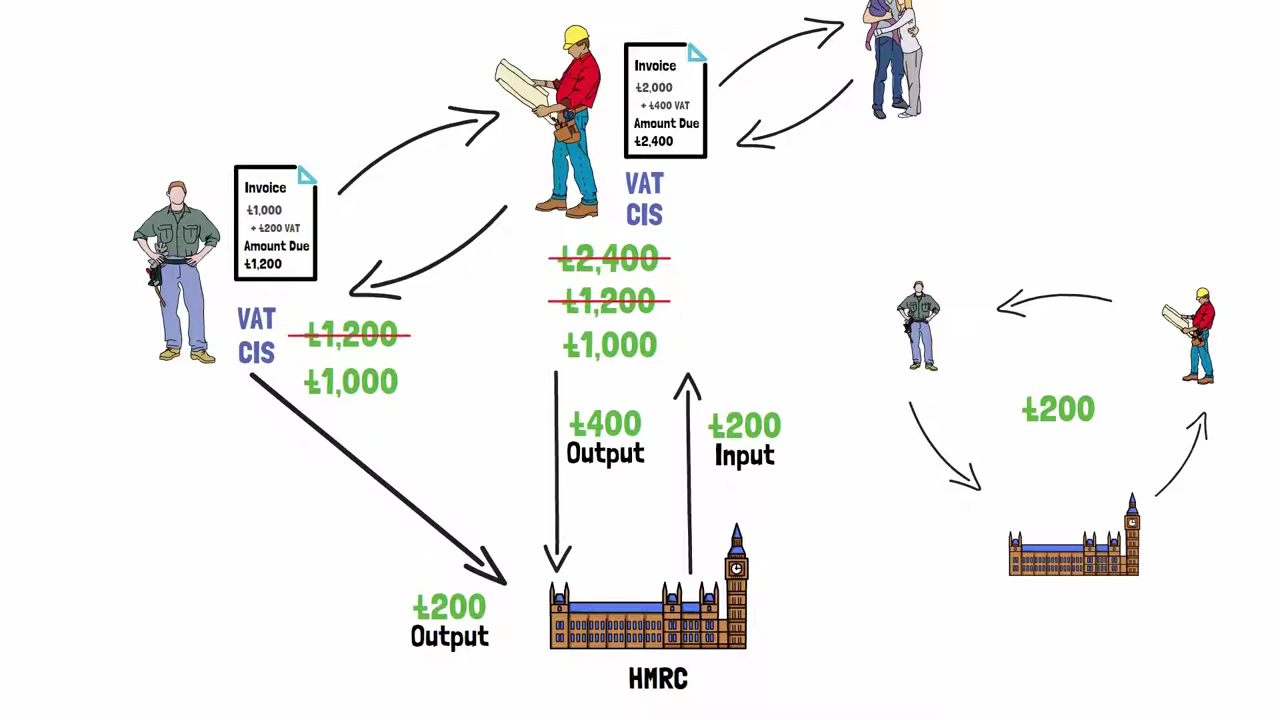 Invoice
£2,000
+ £400 VAT
Amount Due
£2,400
VAT
CIS
Invoice
£1,000
+ £200 VAT
Amount Due
£1,200
VAT
CIS
£1,200
£1,000
£2,400
£1,200
£1,000
£400
Output
£200
Input
£200
Output
HMRC
£200